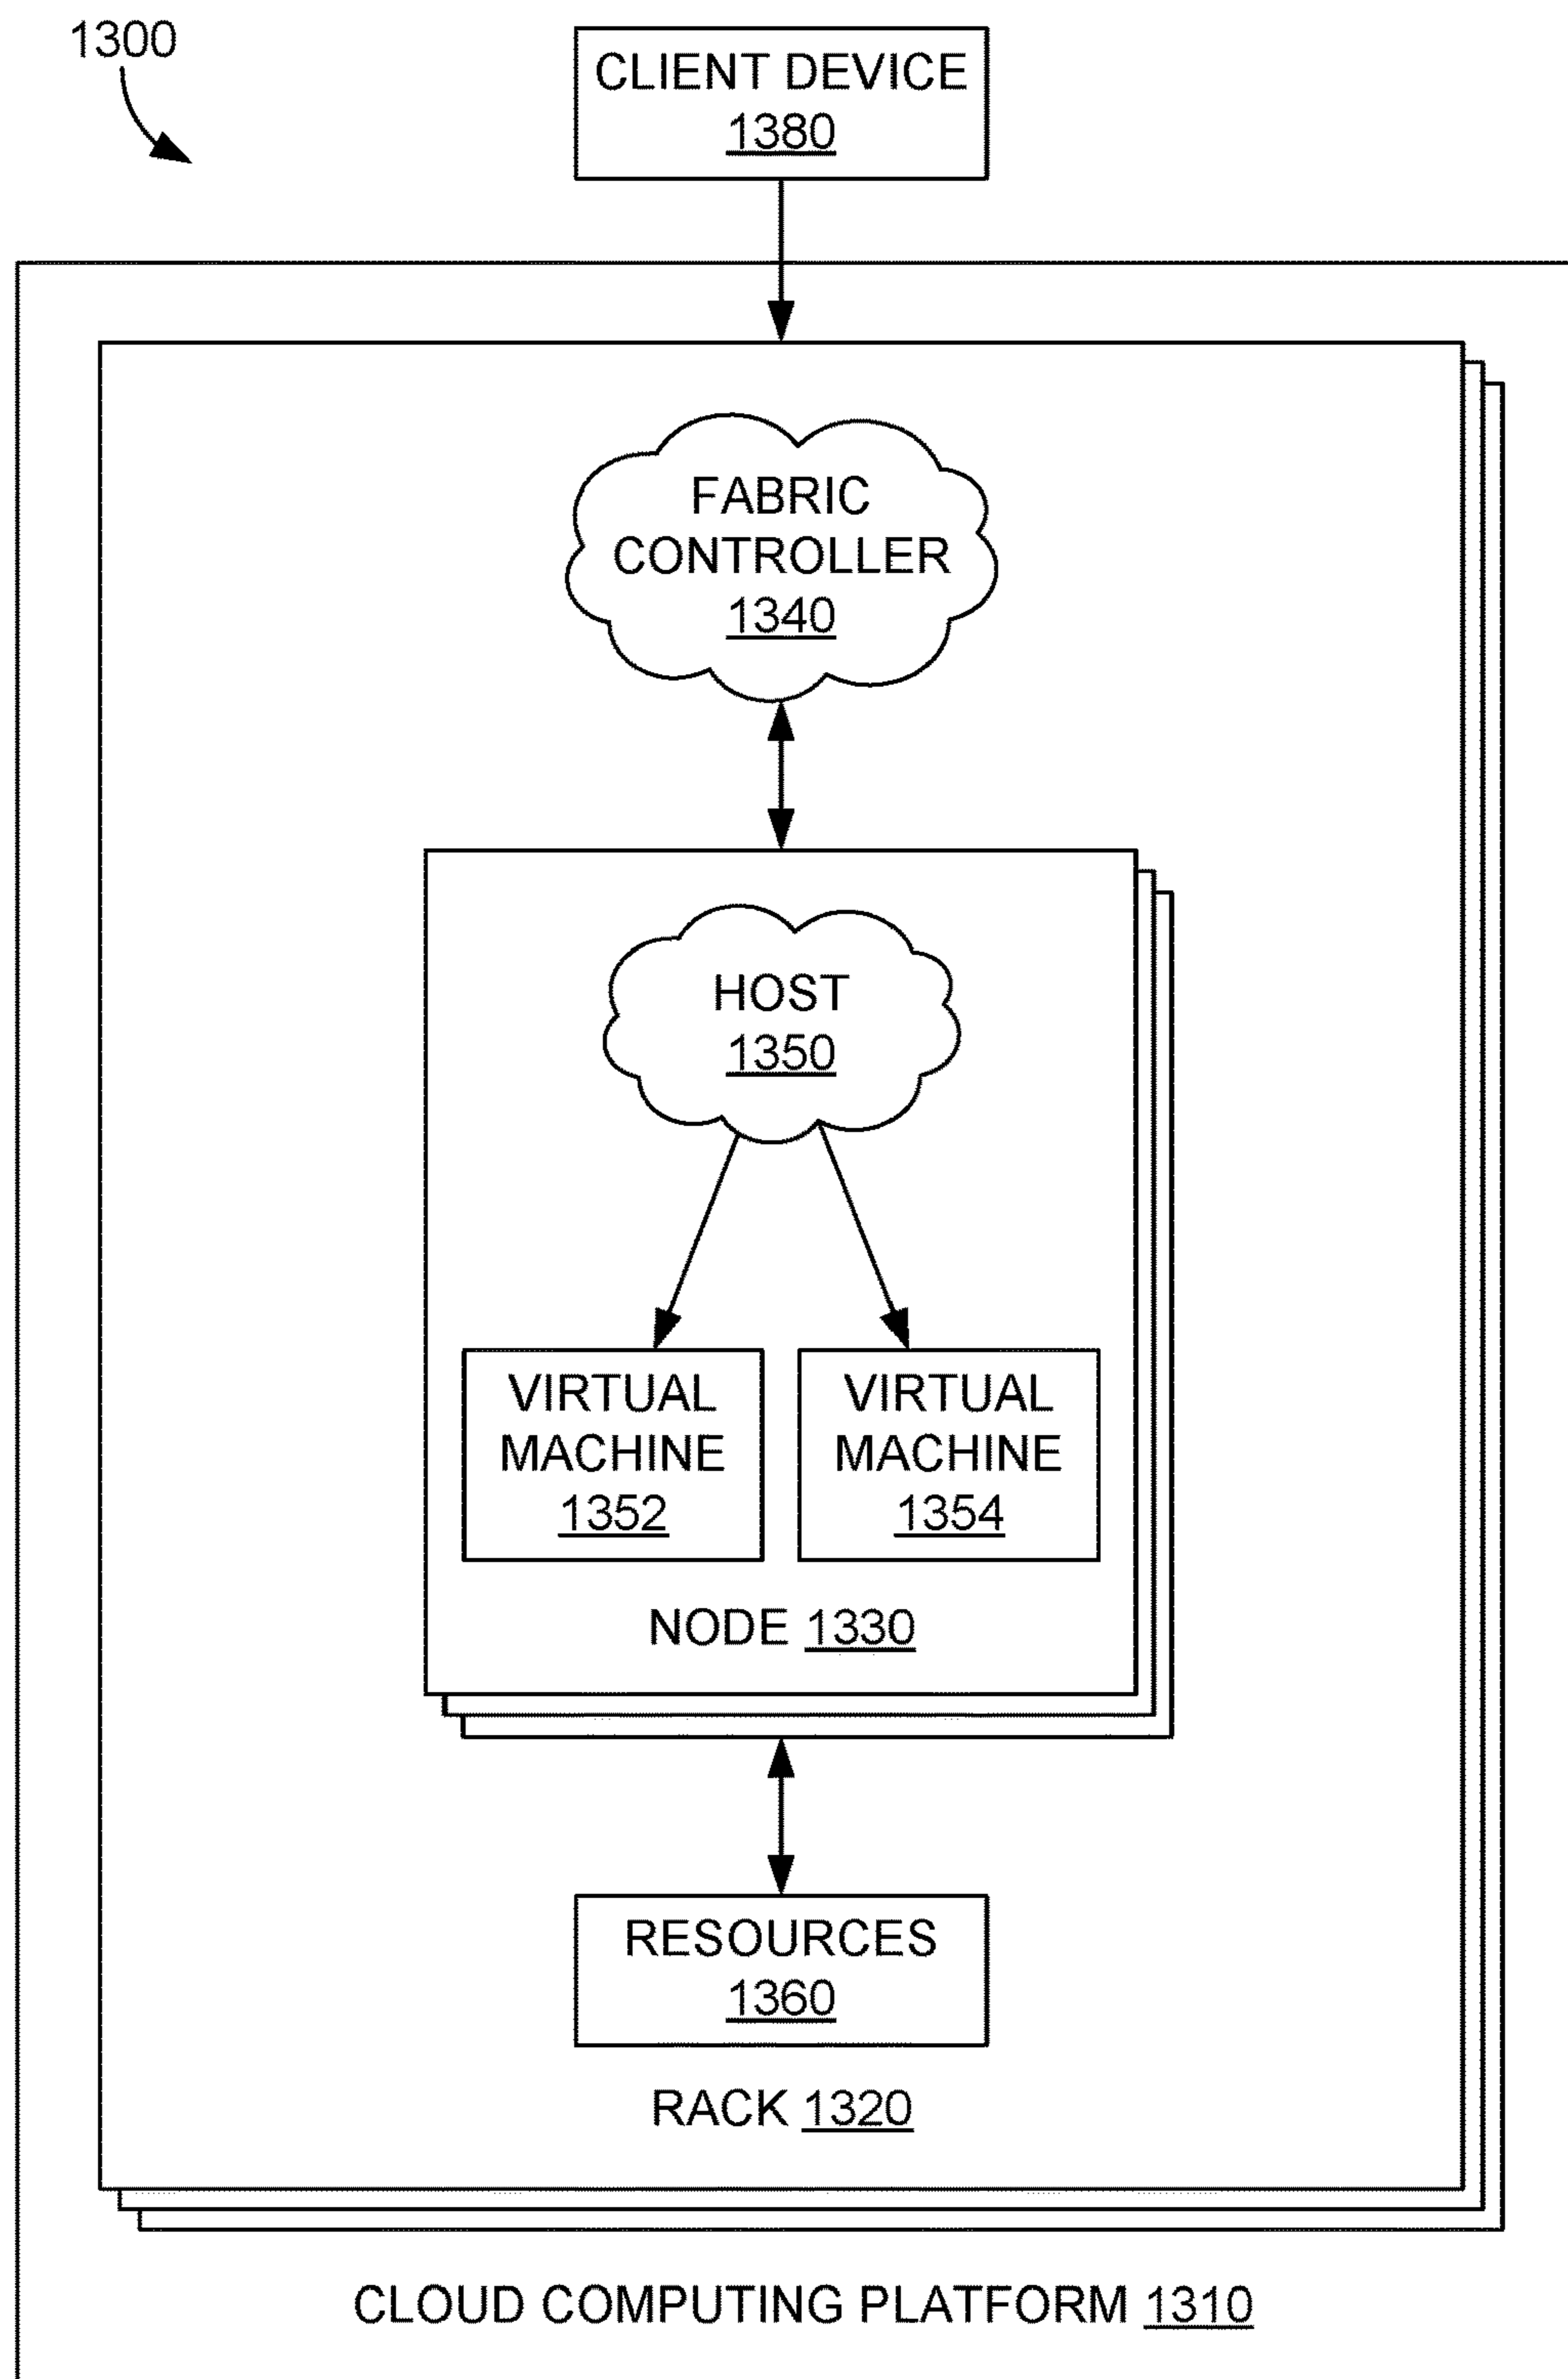 1300
CLIENT DEVICE
1380
FABRIC
CONTROLLER
1340
HOST
1350
VIRTUAL
MACHINE
1352
VIRTUAL
MACHINE
1354
NODE 1330
RESOURCES
1360
RACK 1320
CLOUD COMPUTING PLATFORM 1310